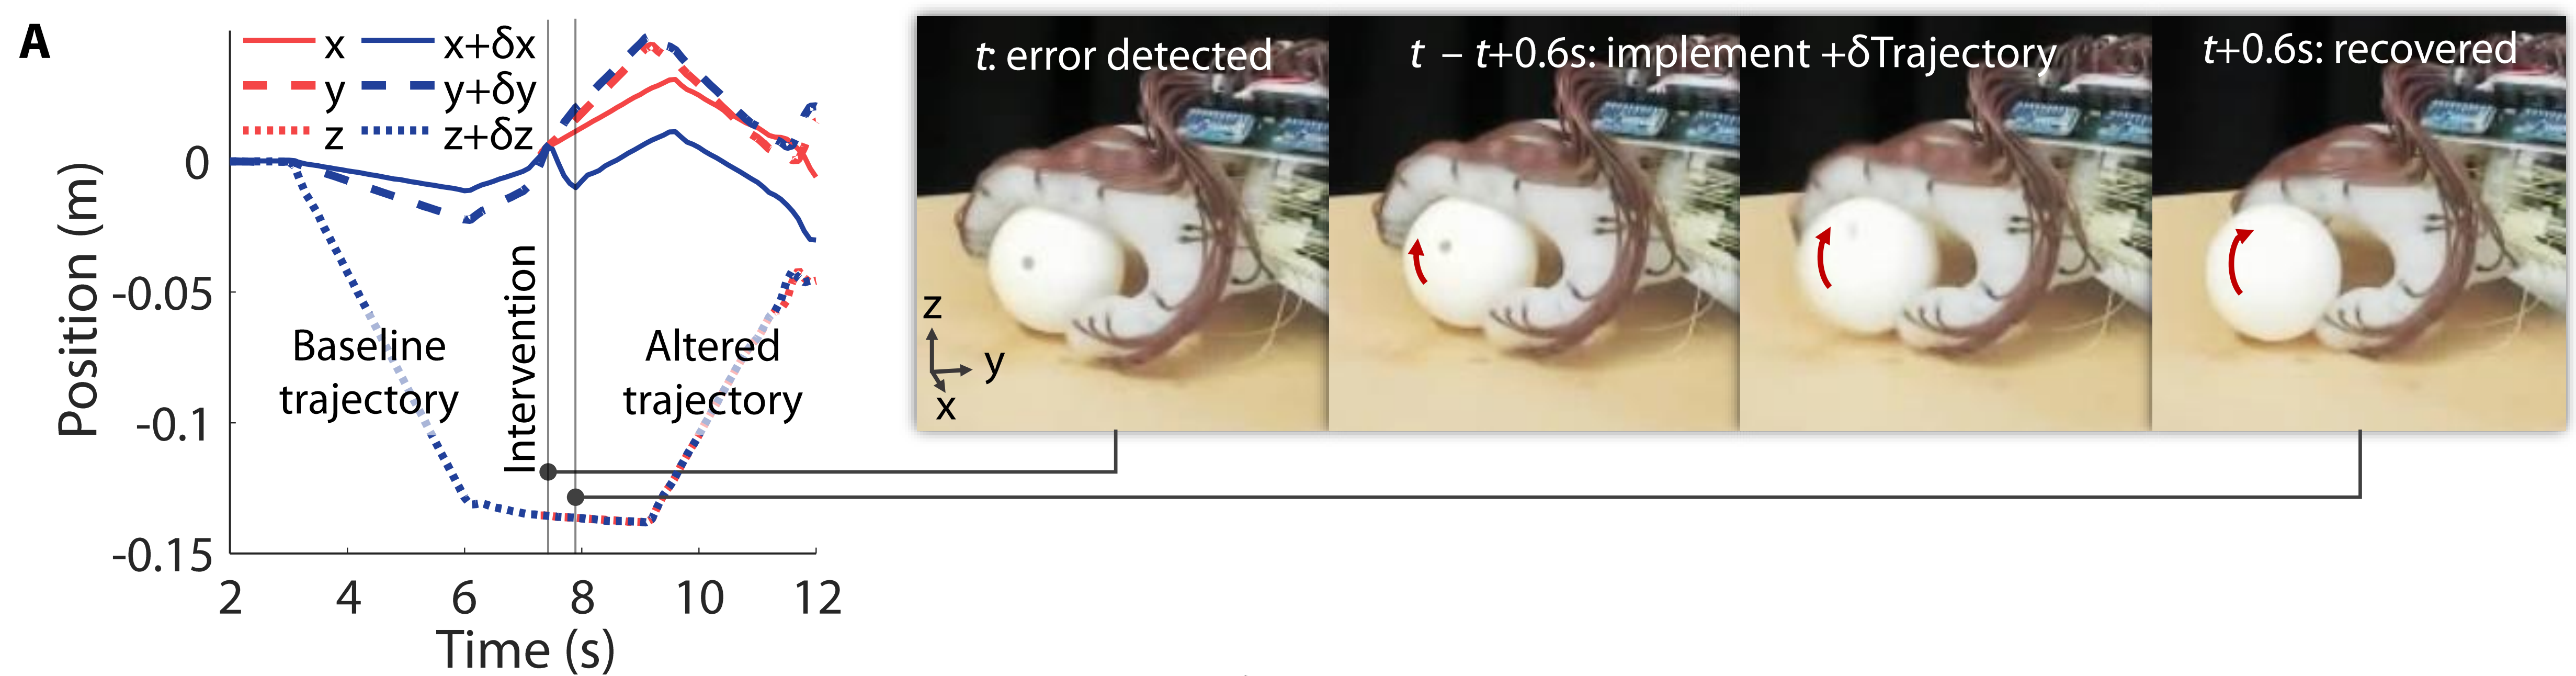 A
x x+δx
y y+δy
z z+δz
0
-0.05
-0.1
-0.15
Position (m)
2 4 6 8 10 12
Time (s)
Baseline
trajectory
Intervention
Altered
trajectory
t: error detected
t – t+0.6s: implement +δTrajectory
t+0.6s: recovered
z
y
x